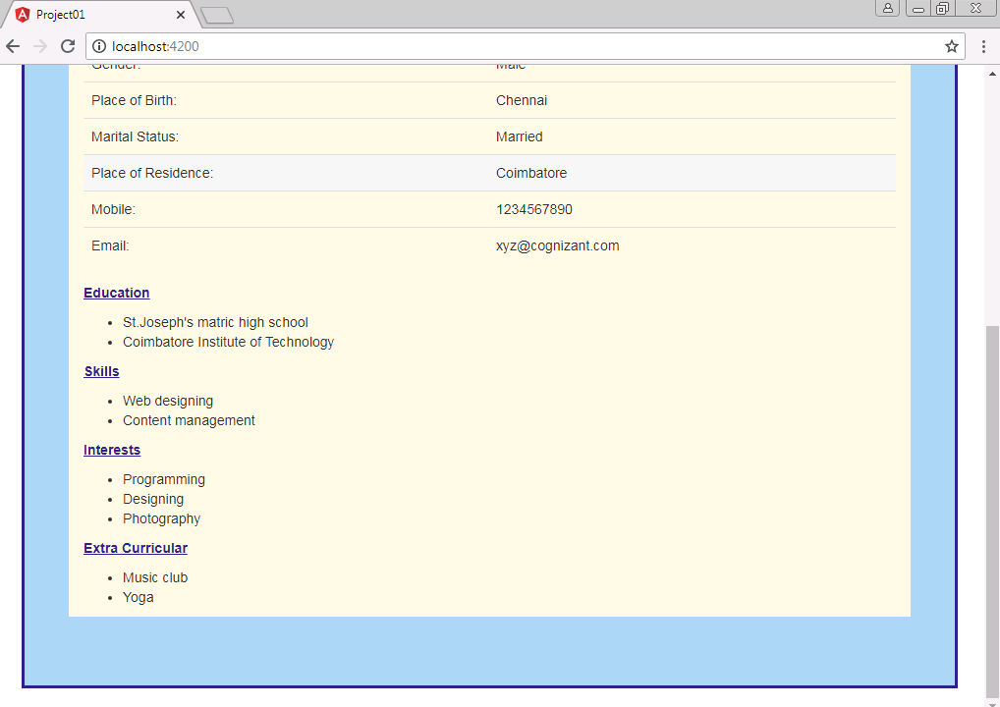 Project01
localhost:4200
Gender: Male
Place of Birth: Chennai
Marital Status: Married
Place of Residence: Coimbatore
Mobile: 1234567890
Email: xyz@cognizant.com
Education
St.Joseph's matric high school
Coimbatore Institute of Technology
Skills
Web designing
Content management
Interests
Programming
Designing
Photography
Extra Curricular
Music club
Yoga